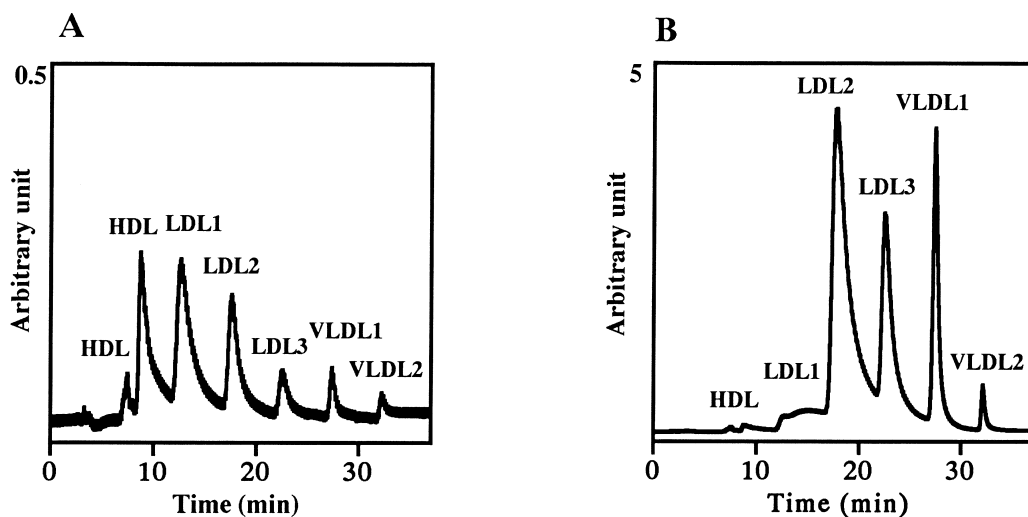 A
0.5
HDL
LDL1
LDL2
HDL
LDL3
VLDL1
VLDL2
Arbitrary unit
0
10
20
30
Time (min)
B
5
LDL2
VLDL1
LDL3
LDL1
HDL
VLDL2
Arbitrary unit
0
10
20
30
Time (min)